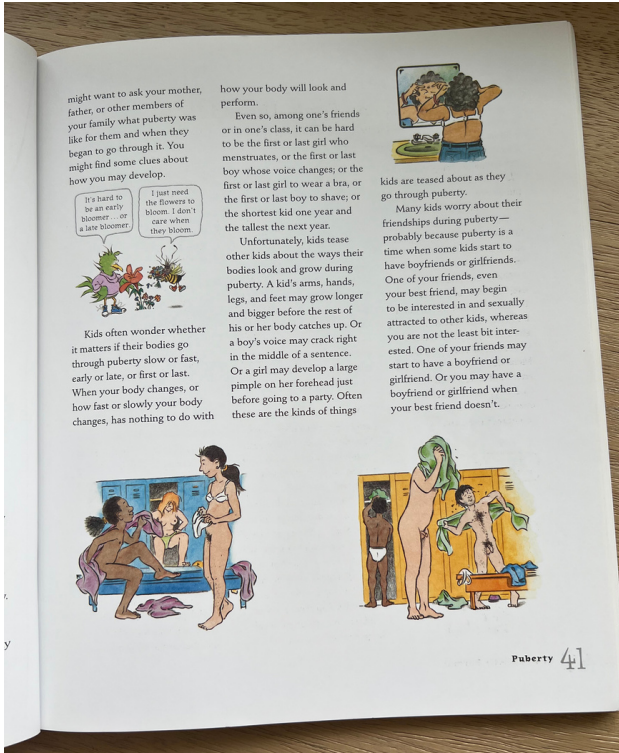 might want to ask your mother,
father, or other members of
your family what puberty was
like for them and when they
began to go through it. You
might find some clues about
how you may develop.
It's hard to
be an early
bloomer...or
a late bloomer.
I just need
the flowers to
bloom. I don't
care when
they bloom.
Kids often wonder whether
it matters if their bodies go
through puberty slow or fast,
early or late, or first or last.
When your body changes, or
how fast or slowly your body
changes, has nothing to do with
how your body will look and
perform.
Even so, among one's friends
or in one's class, it can be hard
to be the first or last girl who
menstruates, or the first or last
boy whose voice changes; or the
first or last girl to wear a bra, or
the first or last boy to shave; or
the shortest kid one year and
the tallest the next year.
Unfortunately, kids tease
other kids about the ways their
bodies look and grow during
puberty. A kid's arms, hands,
legs, and feet may grow longer
and bigger before the rest of
his or her body catches up. Or
a boy's voice may crack right
in the middle of a sentence.
Or a girl may develop a large
pimple on her forehead just
before going to a party. Often
these are the kinds of things
kids are teased about as they
go through puberty.
Many kids worry about their
friendships during puberty—
probably because puberty is a
time when some kids start to
have boyfriends or girlfriends.
One of your friends, even
your best friend, may begin
to be interested in and sexually
attracted to other kids, whereas
you are not the least bit inter-
ested. One of your friends may
start to have a boyfriend or
girlfriend. Or you may have a
boyfriend or girlfriend when
your best friend doesn't.
y.
y
Puberty 41